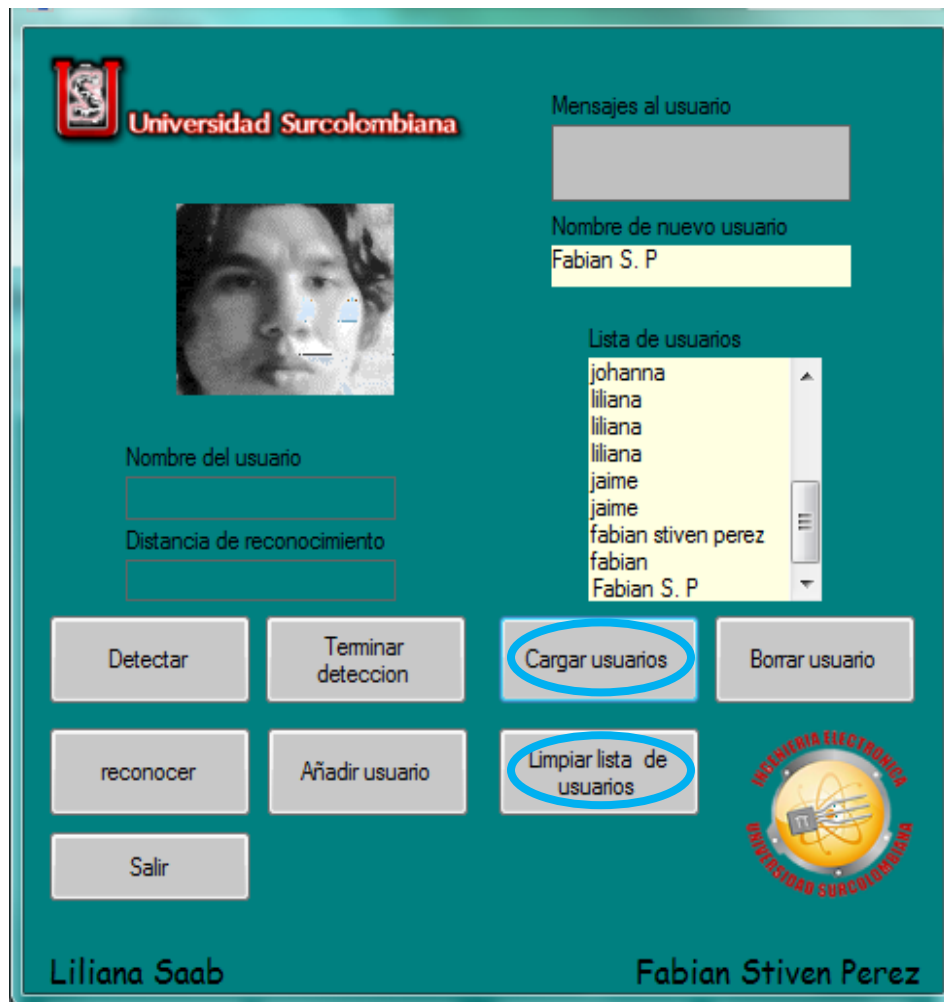 Universidad Surcolombiana
Mensajes al usuario
Nombre de nuevo usuario
Fabian S. P
Lista de usuarios
johanna
liliana
liliana
liliana
jaime
jaime
fabian stiven perez
fabian
Fabian S. P
Nombre del usuario
Distancia de reconocimiento
Detectar
Terminar
deteccion
Cargar usuarios
Borrar usuario
reconocer
Añadir usuario
Limpiar lista de
usuarios
INGENIERIA ELECTRONICA
UNIVERSIDAD SURCOLOMBIANA
Salir
Liliana Saab
Fabian Stiven Perez